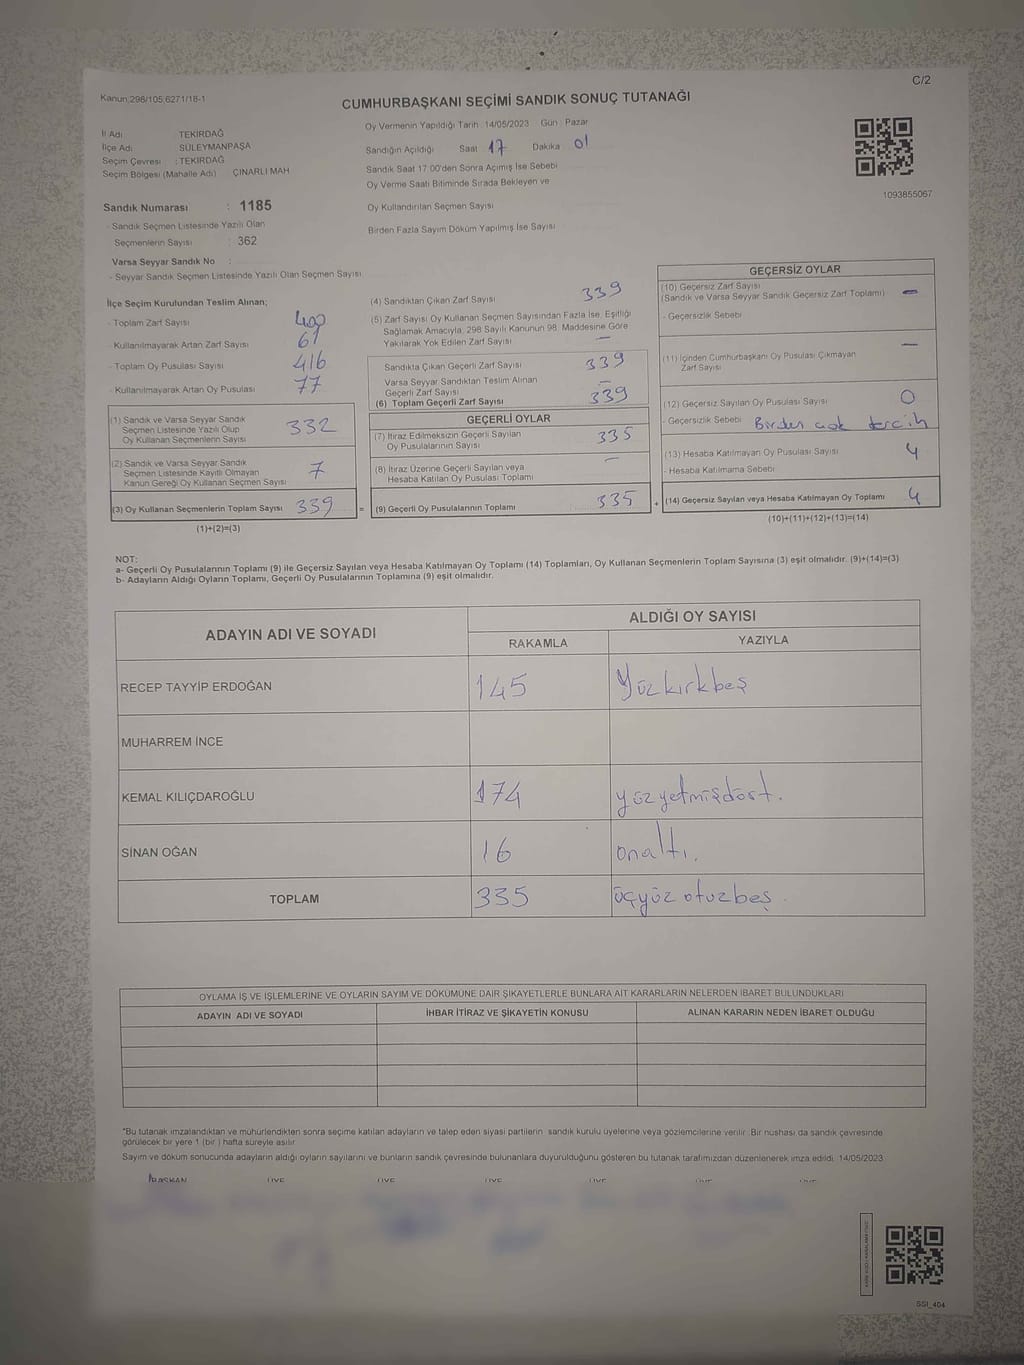 C/2
Kanun:298/105,6271/18-1
CUMHURBAŞKANI SEÇİMİ SANDIK SONUÇ TUTANAĞI
İl Adı TEKİRDAĞ
İlçe Adı SÜLEYMANPAŞA
Seçim Çevresi : TEKİRDAĞ
Seçim Bölgesi (Mahalle Adı) ÇINARLI MAH
Oy Vermenin Yapıldığı Tarih :14/05/2023 Gün : Pazar
Sandığın Açıldığı Saat 17 Dakika 01
Sandık Saat 17:00'den Sonra Açımış İse Sebebi
Oy Verme Saati Bitiminde Sırada Bekleyen ve
Oy Kullandırılan Seçmen Sayısı
Birden Fazla Sayım Döküm Yapılmış İse Sayısı
1093855067
Sandık Numarası : 1185
- Sandık Seçmen Listesinde Yazılı Olan
Seçmenlerin Sayısı : 362
Varsa Seyyar Sandık No :
- Seyyar Sandık Seçmen Listesinde Yazılı Olan Seçmen Sayısı
İlçe Seçim Kurulundan Teslim Alınan;
- Toplam Zarf Sayısı 400
- Kullanılmayarak Artan Zarf Sayısı 61
- Toplam Oy Pusulası Sayısı 416
- Kullanılmayarak Artan Oy Pusulası 77
(1) Sandık ve Varsa Seyyar Sandık
Seçmen Listesinde Yazılı Olup
Oy Kullanan Seçmenlerin Sayısı 332
(2) Sandık ve Varsa Seyyar Sandık
Seçmen Listesinde Kayıtlı Olmayan
Kanun Gereği Oy Kullanan Seçmen Sayısı 7
(3) Oy Kullanan Seçmenlerin Toplam Sayısı 339
(1)+(2)=(3)
(4) Sandıktan Çıkan Zarf Sayısı 339
(5) Zarf Sayısı Oy Kullanan Seçmen Sayısından Fazla İse, Eşitliği
Sağlamak Amacıyla, 298 Sayılı Kanunun 98. Maddesine Göre
Yakılarak Yok Edilen Zarf Sayısı —
Sandıkta Çıkan Geçerli Zarf Sayısı 339
Varsa Seyyar Sandıktan Teslim Alınan
Geçerli Zarf Sayısı —
(6) Toplam Geçerli Zarf Sayısı 339
GEÇERLİ OYLAR
(7) İtiraz Edilmeksizin Geçerli Sayılan
Oy Pusulalarının Sayısı 335
(8) İtiraz Üzerine Geçerli Sayılan veya
Hesaba Katılan Oy Pusulası Toplamı —
= (9) Geçerli Oy Pusulalarının Toplamı 335 +
GEÇERSİZ OYLAR
(10) Geçersiz Zarf Sayısı
(Sandık ve Varsa Seyyar Sandık Geçersiz Zarf Toplamı) —
- Geçersizlik Sebebi
(11) İçinden Cumhurbaşkanı Oy Pusulası Çıkmayan
Zarf Sayısı —
(12) Geçersiz Sayılan Oy Pusulası Sayısı 0
- Geçersizlik Sebebi Birden çok tercih
(13) Hesaba Katılmayan Oy Pusulası Sayısı 4
- Hesaba Katılmama Sebebi
(14) Geçersiz Sayılan veya Hesaba Katılmayan Oy Toplamı 4
(10)+(11)+(12)+(13)=(14)
NOT:
a- Geçerli Oy Pusulalarının Toplamı (9) ile Geçersiz Sayılan veya Hesaba Katılmayan Oy Toplamı (14) Toplamları, Oy Kullanan Seçmenlerin Toplam Sayısına (3) eşit olmalıdır. (9)+(14)=(3)
b- Adayların Aldığı Oyların Toplamı, Geçerli Oy Pusulalarının Toplamına (9) eşit olmalıdır.
ADAYIN ADI VE SOYADI ALDIĞI OY SAYISI
RAKAMLA YAZIYLA
RECEP TAYYİP ERDOĞAN 145 Yüzkırkbeş
MUHARREM İNCE
KEMAL KILIÇDAROĞLU 174 yüzyetmişdört.
SİNAN OĞAN 16 onaltı.
TOPLAM 335 üçyüz otuzbeş.
OYLAMA İŞ VE İŞLEMLERİNE VE OYLARIN SAYIM VE DÖKÜMÜNE DAİR ŞİKAYETLERLE BUNLARA AİT KARARLARIN NELERDEN İBARET BULUNDUKLARI
ADAYIN ADI VE SOYADI İHBAR İTİRAZ VE ŞİKAYETİN KONUSU ALINAN KARARIN NEDEN İBARET OLDUĞU
*Bu tutanak imzalandıktan ve mühürlendikten sonra seçime katılan adayların ve talep eden siyasi partilerin sandık kurulu üyelerine veya gözlemcilerine verilir. Bir nüshası da sandık çevresinde
görülecek bir yere 1 (bir ) hafta süreyle asılır
Sayım ve döküm sonucunda adayların aldığı oyların sayılarını ve bunların sandık çevresinde bulunanlara duyurulduğunu gösteren bu tutanak tarafımızdan düzenlenerek imza edildi. 14/05/2023
BAŞKAN ÜYE ÜYE ÜYE ÜYE ÜYE ÜYE
SSI_404